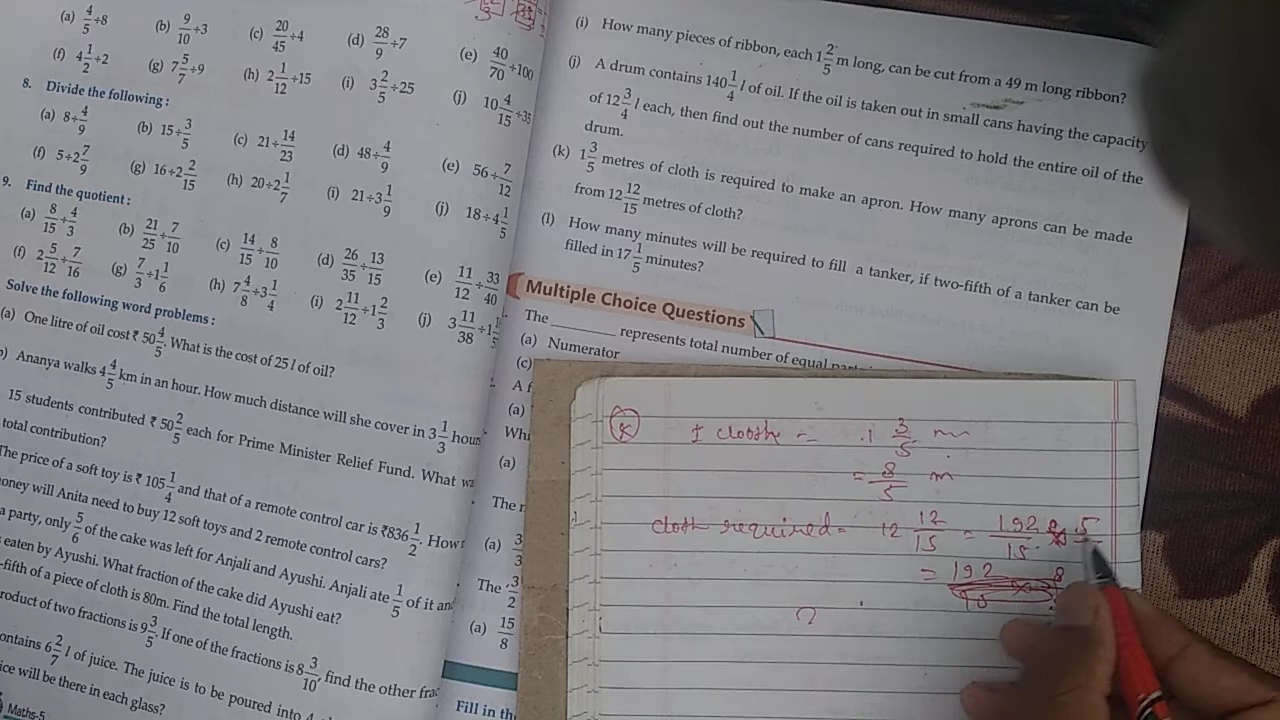 (a) 4/5÷8 (b) 9/10÷3 (c) 20/45÷4 (d) 28/9÷7 (e) 40/70÷100
(f) 4 1/2÷2 (g) 7 5/7÷9 (h) 2 1/12÷15 (i) 3 2/5÷25 (j) 10 4/15÷35
8. Divide the following :
(a) 8÷4/9 (b) 15÷3/5 (c) 21÷14/23 (d) 48÷4/9 (e) 56÷7/12
(f) 5÷2 7/9 (g) 16÷2 2/15 (h) 20÷2 1/7 (i) 21÷3 1/9 (j) 18÷4 1/5
9. Find the quotient :
(a) 8/15÷4/3 (b) 21/25÷7/10 (c) 14/15÷8/10 (d) 26/35÷13/15 (e) 11/12÷33/40
(f) 2 5/12÷7/16 (g) 7/3÷1 1/6 (h) 7 4/8÷3 1/4 (i) 2 11/12÷1 2/3 (j) 3 11/38÷1
Solve the following word problems :
(a) One litre of oil cost ₹ 50 4/5. What is the cost of 25 l of oil?
) Ananya walks 4 4/5 km in an hour. How much distance will she cover in 3 1/3 hour
15 students contributed ₹ 50 2/5 each for Prime Minister Relief Fund. What wa
total contribution?
The price of a soft toy is ₹ 105 1/4 and that of a remote control car is ₹836 1/2. How
oney will Anita need to buy 12 soft toys and 2 remote control cars?
a party, only 5/6 of the cake was left for Anjali and Ayushi. Anjali ate 1/5 of it and
eaten by Ayushi. What fraction of the cake did Ayushi eat?
-fifth of a piece of cloth is 80m. Find the total length.
roduct of two fractions is 9 3/5. If one of the fractions is 8 3/10, find the other frac
ontains 6 2/7 l of juice. The juice is to be poured into
ice will be there in each glass?
Maths-5
(i) How many pieces of ribbon, each 1 2/5 m long, can be cut from a 49 m long ribbon?
(j) A drum contains 140 1/4 l of oil. If the oil is taken out in small cans having the capacity
of 12 3/4 l each, then find out the number of cans required to hold the entire oil of the
drum.
(k) 1 3/5 metres of cloth is required to make an apron. How many aprons can be made
from 12 12/15 metres of cloth?
(l) How many minutes will be required to fill a tanker, if two-fifth of a tanker can be
filled in 17 1/5 minutes?
Multiple Choice Questions
The ________ represents total number of equal
(a) Numerator
(c)
A f
(a)
Wh
(a)
The
(a) 3/3
The 3/2
(a) 15/8
Fill in th
(k) 1 cloth = 1 3/5 m
= 8/5 m
cloth required = 12 12/15 = 192/15 × 5
= 192